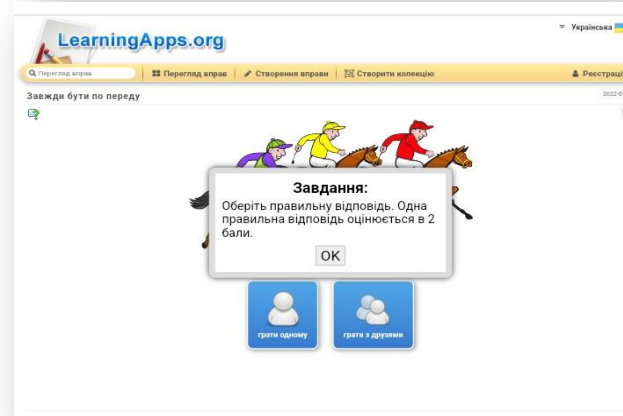 LearningApps.org
Українська
Перегляд вправ
Перегляд вправ
Створення вправи
Створити колекцію
Реєстраці
Завжди бути по переду
Завдання:
Оберіть правильну відповідь. Одна
правильна відповідь оцінюється в 2
бали.
OK
грати одному
грати з друзями